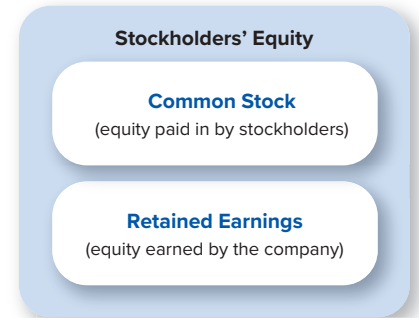 Stockholders’ Equity
Common Stock
(equity paid in by stockholders)
Retained Earnings
(equity earned by the company)